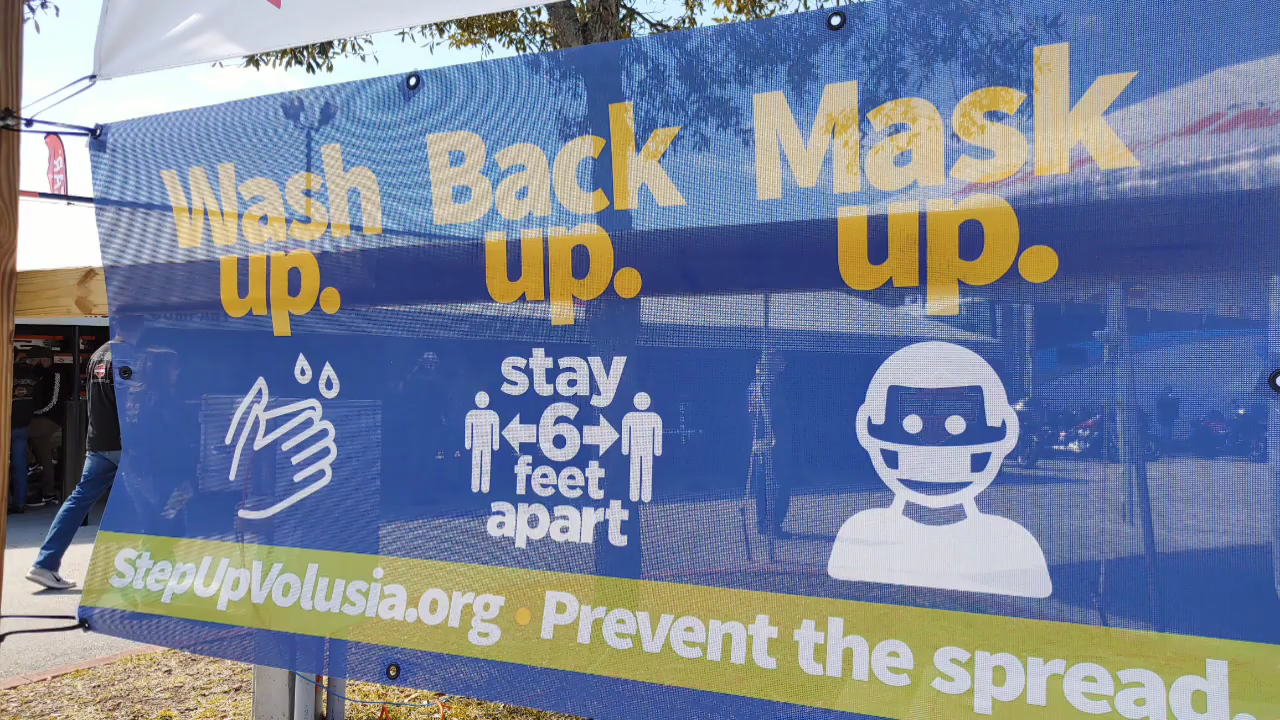 Wash
up.
Back
up.
Mask
up.
stay
6
feet
apart
StepUpVolusia.org • Prevent the spread.